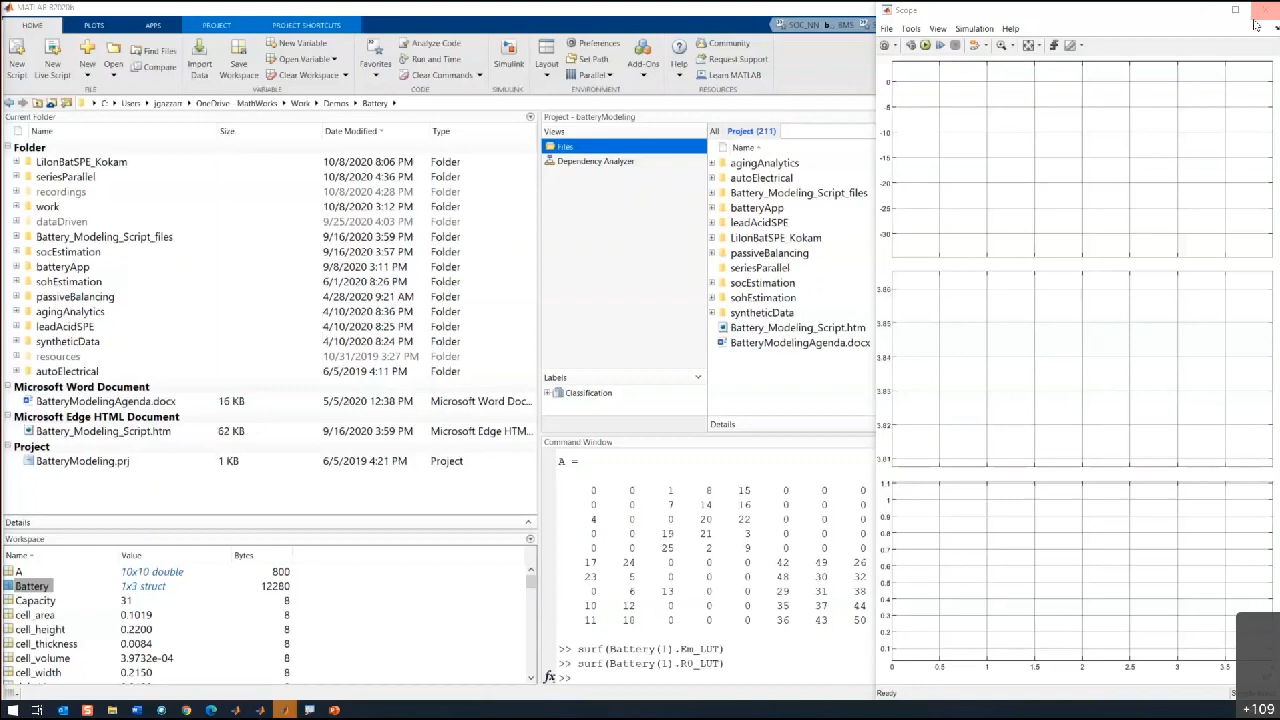 MATLAB R2020b
HOME PLOTS APPS PROJECT PROJECT SHORTCUTS
New Script
New Live Script
New
Open
Find Files
Compare
Import Data
Save Workspace
New Variable
Open Variable
Clear Workspace
Favorites
Analyze Code
Run and Time
Clear Commands
Simulink
Layout
Preferences
Set Path
Parallel
Add-Ons
Help
Community
Request Support
Learn MATLAB
FILE VARIABLE CODE SIMULINK ENVIRONMENT RESOURCES
C: Users jgazzarr OneDrive - MathWorks Work Demos Battery
Current Folder
Name Size Date Modified Type
Folder
LiIonBatSPE_Kokam 10/8/2020 8:06 PM Folder
seriesParallel 10/8/2020 4:36 PM Folder
recordings 10/8/2020 4:28 PM Folder
work 10/8/2020 3:12 PM Folder
dataDriven 9/25/2020 4:03 PM Folder
Battery_Modeling_Script_files 9/16/2020 3:59 PM Folder
socEstimation 9/16/2020 3:57 PM Folder
batteryApp 9/8/2020 3:11 PM Folder
sohEstimation 6/1/2020 8:26 PM Folder
passiveBalancing 4/28/2020 9:21 AM Folder
agingAnalytics 4/10/2020 8:36 PM Folder
leadAcidSPE 4/10/2020 8:25 PM Folder
syntheticData 4/10/2020 8:24 PM Folder
resources 10/31/2019 3:27 PM Folder
autoElectrical 6/5/2019 4:11 PM Folder
Microsoft Word Document
BatteryModelingAgenda.docx 16 KB 5/5/2020 12:38 PM Microsoft Word Doc...
Microsoft Edge HTML Document
Battery_Modeling_Script.htm 62 KB 9/16/2020 3:59 PM Microsoft Edge HTM...
Project
BatteryModeling.prj 1 KB 6/5/2019 4:21 PM Project
Details
Workspace
Name Value Bytes
A 10x10 double 800
Battery 1x3 struct 12280
Capacity 31 8
cell_area 0.1019 8
cell_height 0.2200 8
cell_thickness 0.0084 8
cell_volume 3.9732e-04 8
cell_width 0.2150 8
Project - batteryModeling
Views
Files
Dependency Analyzer
Labels
Classification
All Project (211)
Name
agingAnalytics
autoElectrical
Battery_Modeling_Script_files
batteryApp
leadAcidSPE
LiIonBatSPE_Kokam
passiveBalancing
seriesParallel
socEstimation
sohEstimation
syntheticData
Battery_Modeling_Script.htm
BatteryModelingAgenda.docx
Details
Command Window
A =
0 0 1 8 15 0 0 0
0 0 7 14 16 0 0 0
4 0 0 20 22 0 0 0
0 0 19 21 3 0 0 0
0 0 25 2 9 0 0 0
17 24 0 0 0 42 49 26
23 5 0 0 0 48 30 32
0 6 13 0 0 29 31 38
10 12 0 0 0 35 37 44
11 18 0 0 0 36 43 50
>> surf(Battery(1).Em_LUT)
>> surf(Battery(1).R0_LUT)
fx >>
SOC_NN BMS
Scope
File Tools View Simulation Help
0
-5
-10
-15
-20
-25
-30
3.86
3.85
3.84
3.83
3.82
3.81
1.1
1
0.9
0.8
0.7
0.6
0.5
0.4
0.3
0.2
0.1
0 0.5 1 1.5 2 2.5 3 3.5
Ready
+109